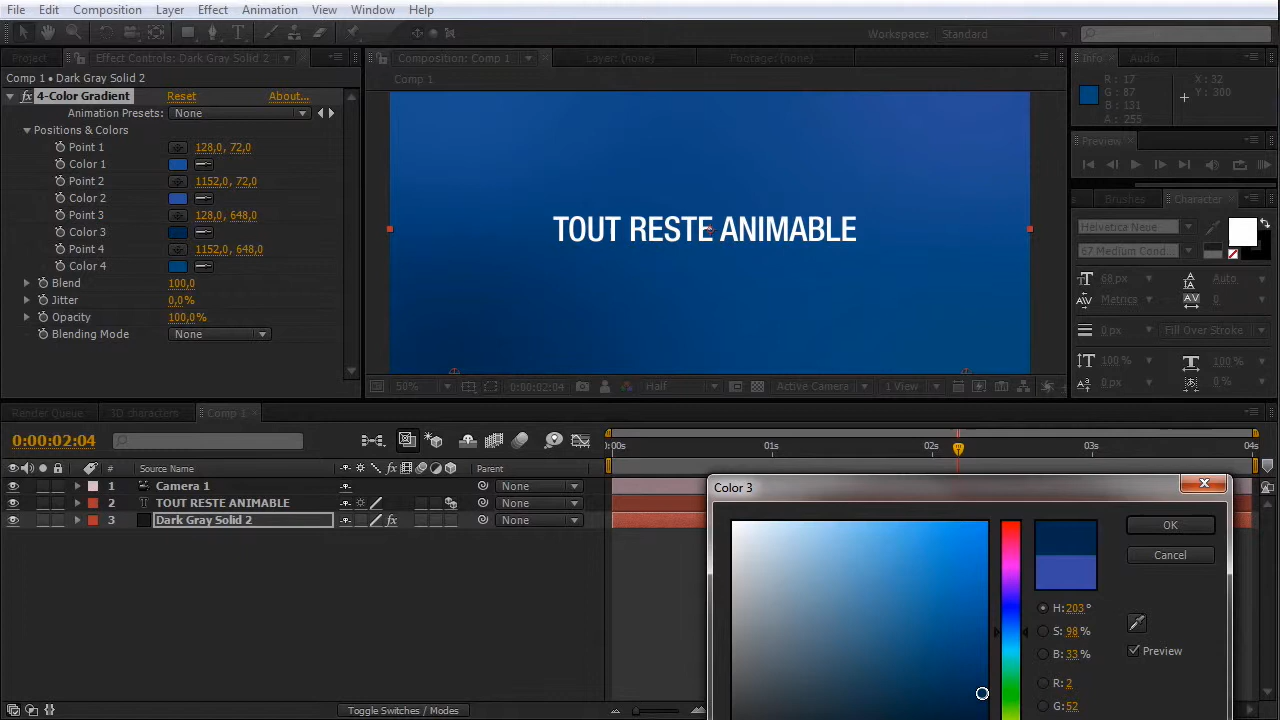 File Edit Composition Layer Effect Animation View Window Help
Workspace: Standard
Project Effect Controls: Dark Gray Solid 2
Composition: Comp 1 Layer: (none) Footage: (none)
Info Audio
Comp 1 • Dark Gray Solid 2
Comp 1
R : 17
G : 87
B : 131
A : 255
X : 32
Y : 300
fx 4-Color Gradient Reset About...
Animation Presets: None
Positions & Colors
Point 1 128,0, 72,0
Color 1
Point 2 1152,0, 72,0
Color 2
Point 3 128,0, 648,0
Color 3
Point 4 1152,0, 648,0
Color 4
Blend 100,0
Jitter 0,0%
Opacity 100,0%
Blending Mode None
TOUT RESTE ANIMABLE
Preview
Brushes Character
Helvetica Neue
67 Medium Cond
68 px Auto
Metrics 0
0 px Fill Over Stroke
100 % 100 %
0 px 0 %
50% 0:00:02:04 Half Active Camera 1 View
Render Queue 3D characters Comp 1
0:00:02:04
:00s 01s 02s 03s 04s
# Source Name fx Parent
1 Camera 1 None
2 T TOUT RESTE ANIMABLE None
3 Dark Gray Solid 2 fx None
Toggle Switches / Modes
Color 3
OK
Cancel
H: 203 °
S: 98 %
B: 33 %
Preview
R: 2
G: 52